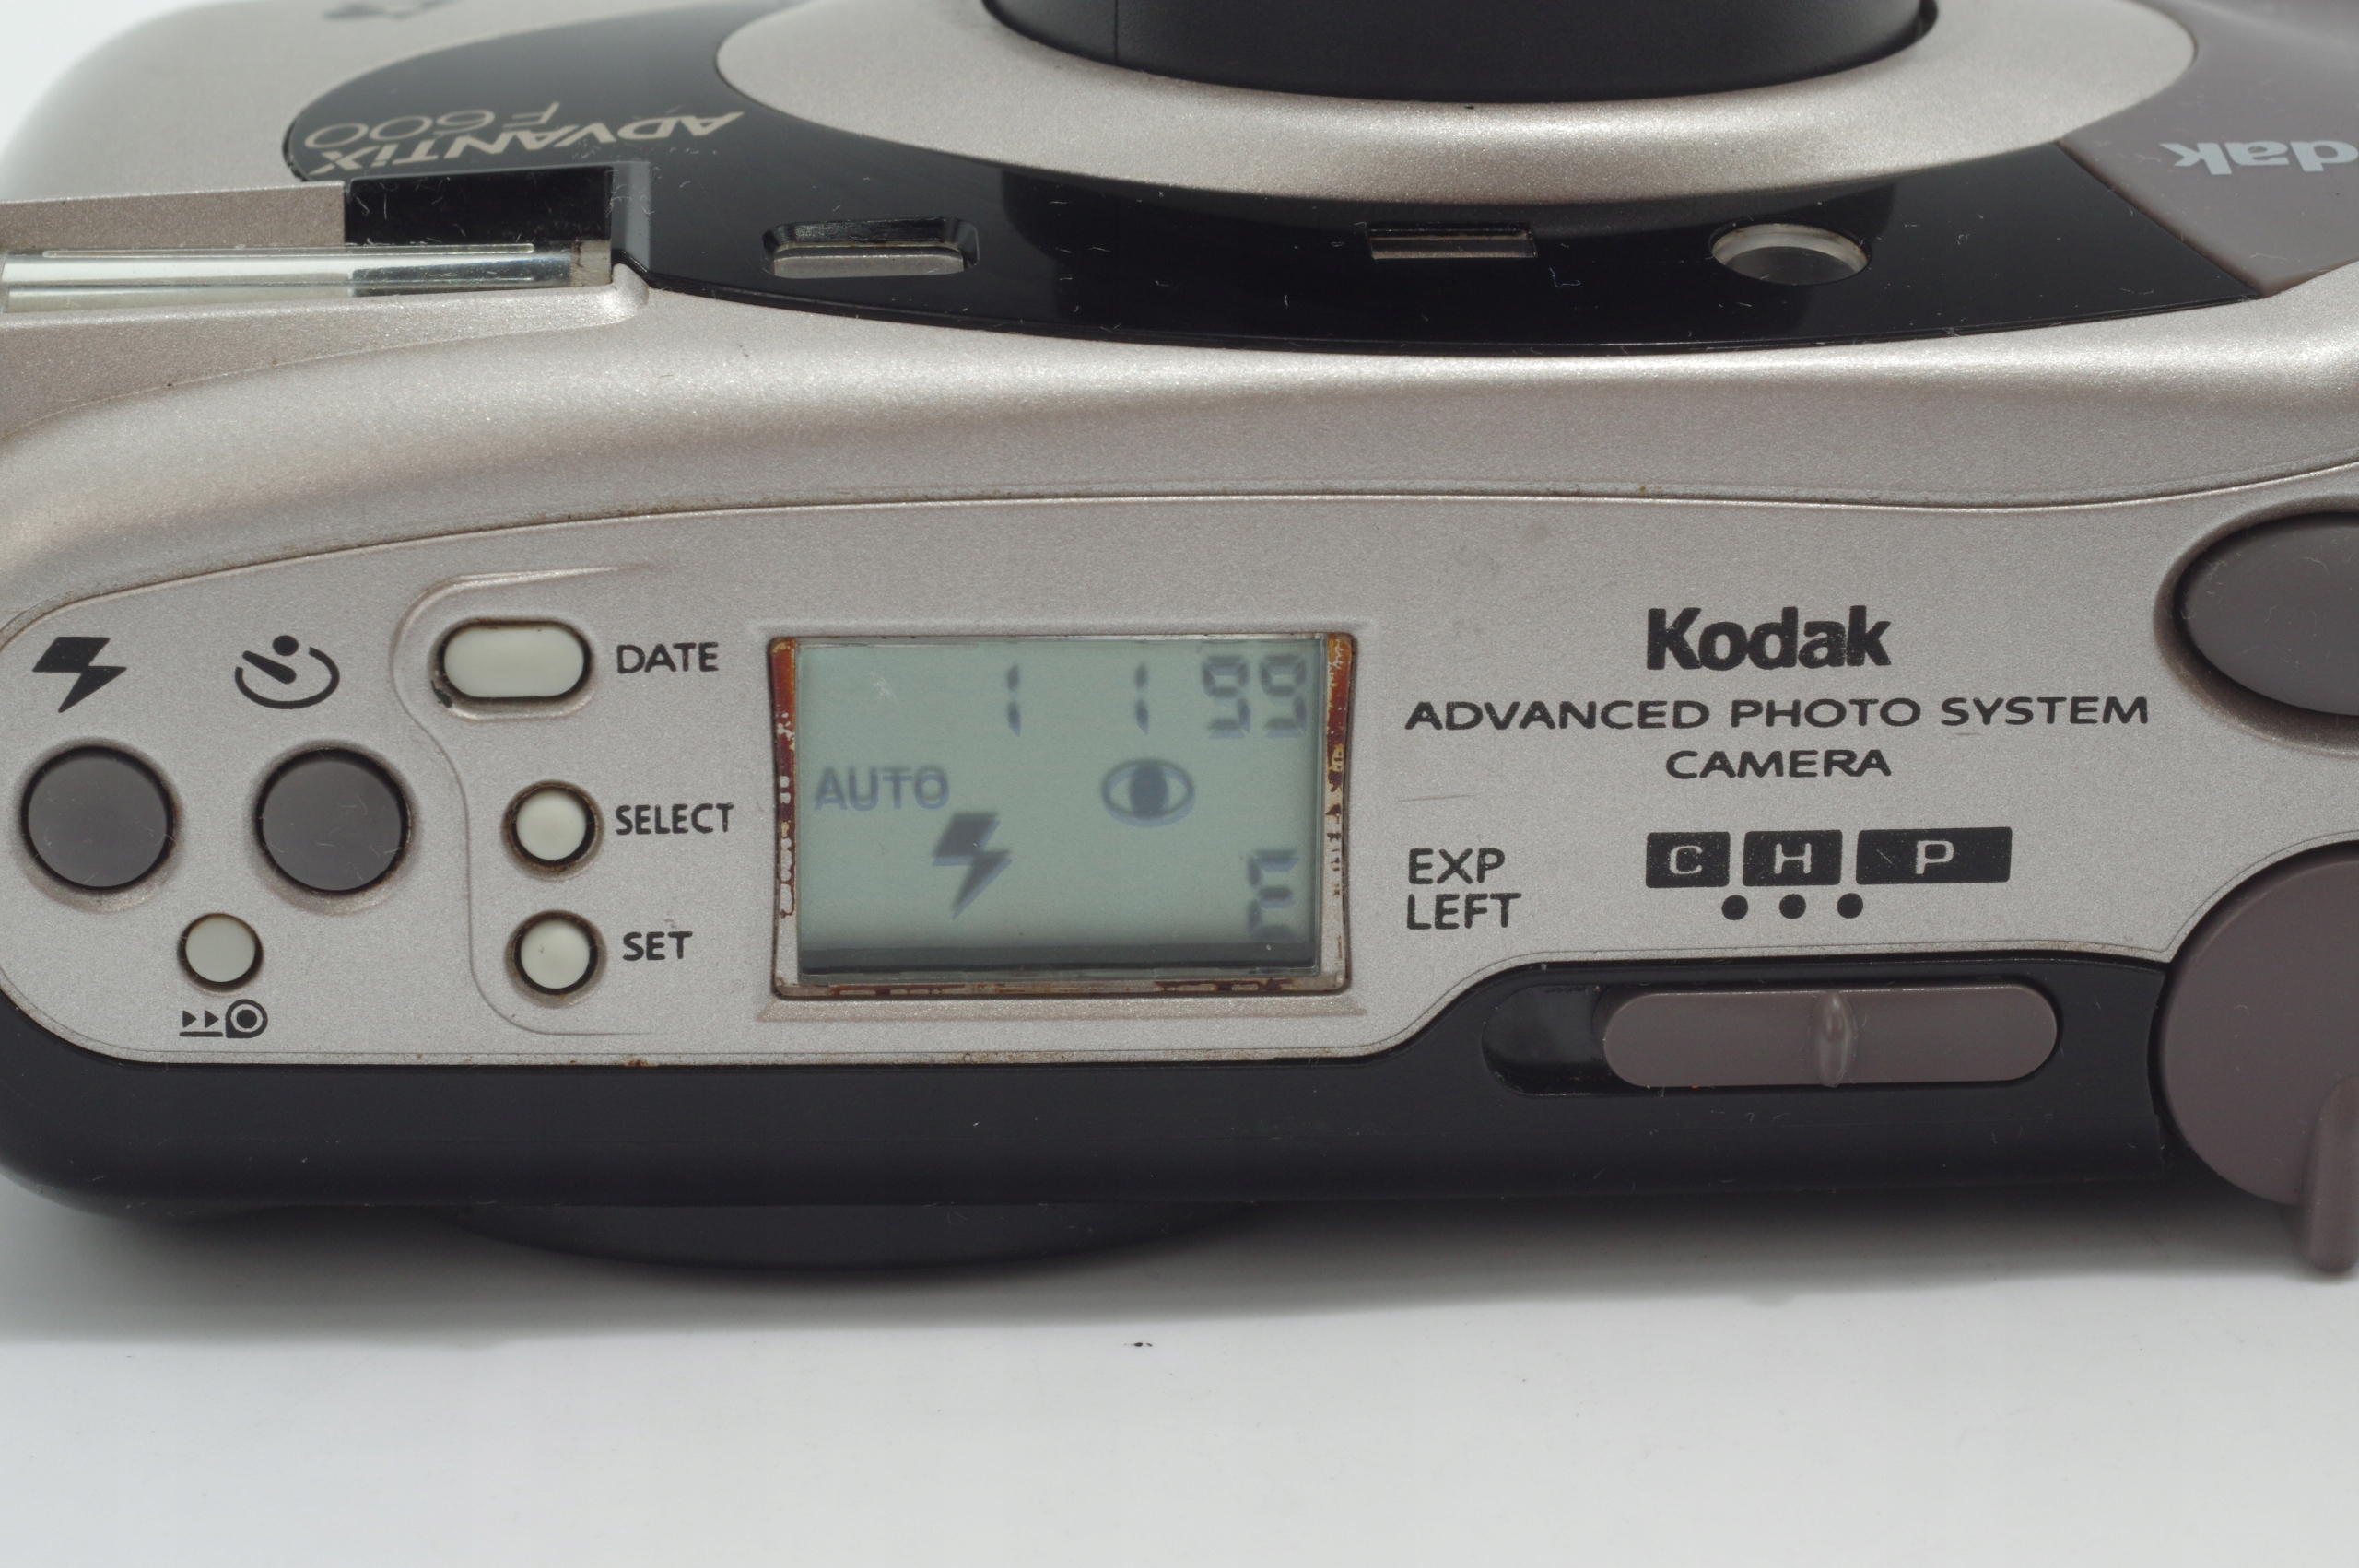 ADVANTiX
F600
dak
DATE
SELECT
SET
1 1 99
AUTO
Kodak
ADVANCED PHOTO SYSTEM
CAMERA
EXP
LEFT
C H P